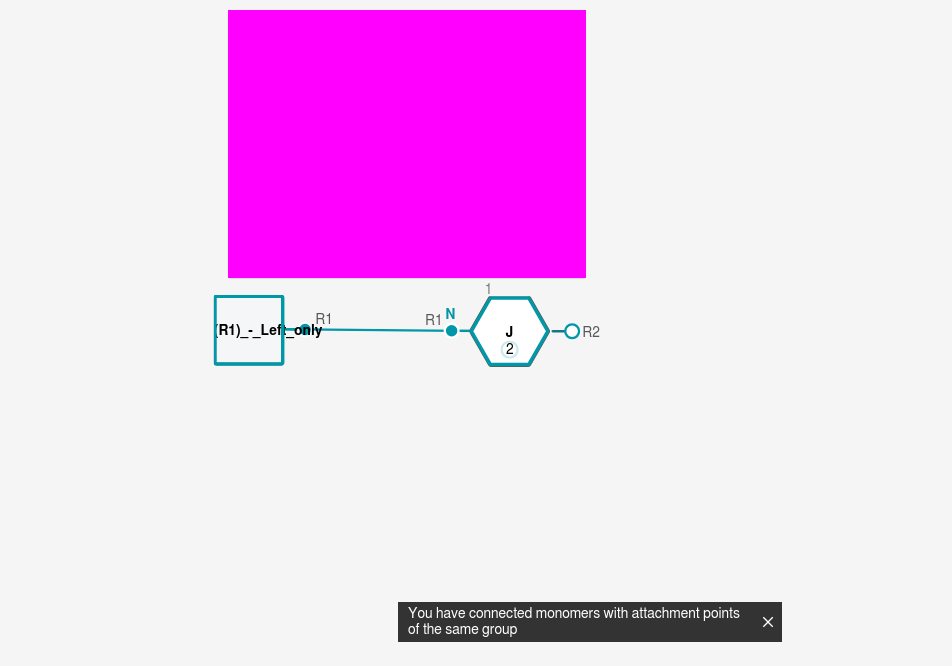 1
(R1)_-_Left_only
R1
R1
N
J
2
R2
You have connected monomers with attachment points
of the same group